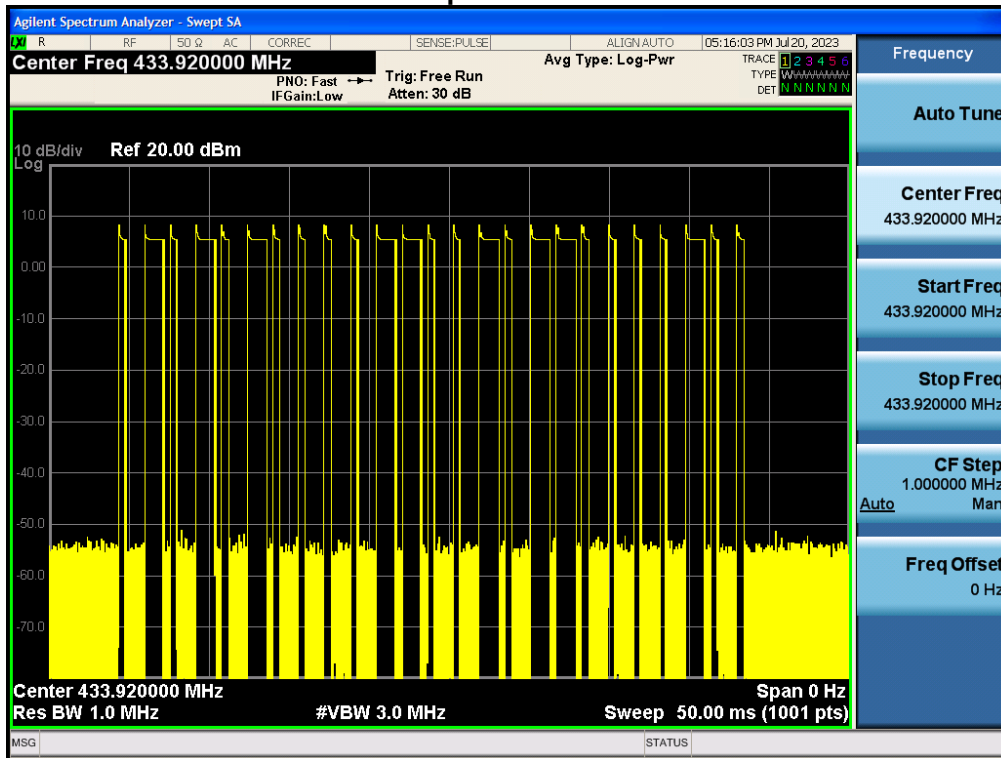 Agilent Spectrum Analyzer - Swept SA
LXI R RF 50 Ω AC CORREC SENSE:PULSE ALIGN AUTO 05:16:03 PM Jul 20, 2023
Center Freq 433.920000 MHz
PNO: Fast
IFGain:Low
Trig: Free Run
Atten: 30 dB
Avg Type: Log-Pwr
TRACE 1 2 3 4 5 6
TYPE W
DET N N N N N N
10 dB/div Ref 20.00 dBm
Log
10.0
0.00
-10.0
-20.0
-30.0
-40.0
-50.0
-60.0
-70.0
Center 433.920000 MHz Span 0 Hz
Res BW 1.0 MHz #VBW 3.0 MHz Sweep 50.00 ms (1001 pts)
MSG STATUS
Frequency
Auto Tune
Center Freq
433.920000 MHz
Start Freq
433.920000 MHz
Stop Freq
433.920000 MHz
CF Step
1.000000 MHz
Auto Man
Freq Offset
0 Hz